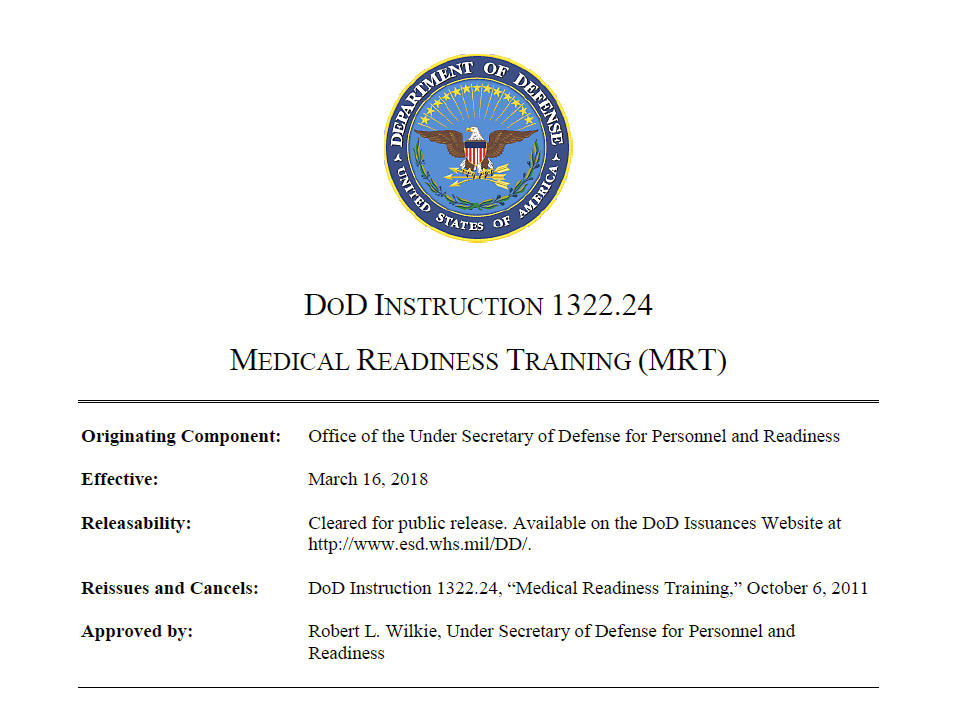 DEPARTMENT OF DEFENSE
UNITED STATES OF AMERICA
DOD INSTRUCTION 1322.24
MEDICAL READINESS TRAINING (MRT)
Originating Component: Office of the Under Secretary of Defense for Personnel and Readiness
Effective: March 16, 2018
Releasability: Cleared for public release. Available on the DoD Issuances Website at
http://www.esd.whs.mil/DD/.
Reissues and Cancels: DoD Instruction 1322.24, “Medical Readiness Training,” October 6, 2011
Approved by: Robert L. Wilkie, Under Secretary of Defense for Personnel and
Readiness